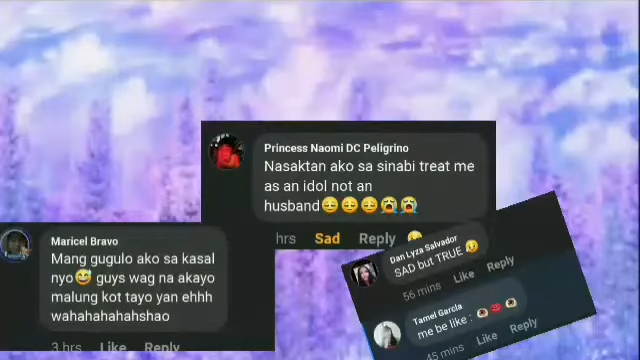 Princess Naomi DC Peligrino
Nasaktan ako sa sinabi treat me
as an idol not an
husband😔😔😔😭😭
hrs Sad Reply
Maricel Bravo
Mang gugulo ako sa kasal
nyo😅 guys wag na akayo
malung kot tayo yan ehhh
wahahahahahshao
3 hrs Like Reply
Dan Lyza Salvador
SAD but TRUE🥲
56 mins Like Reply
Tamel Garcia
me be like : 👁👄👁
45 mins Like Reply